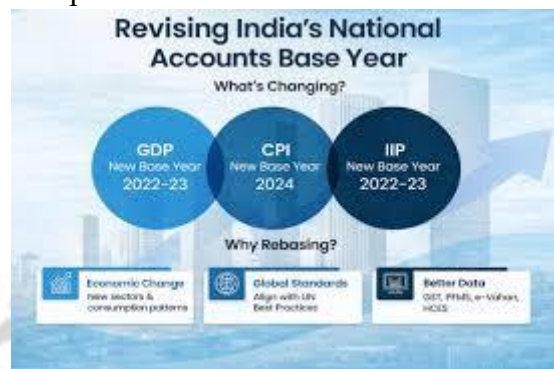 Revising India's National
Accounts Base Year
What's Changing?
GDP
New Base Year
2022-23
CPI
New Base Year
2024
IIP
New Base Year
2022-23
Why Rebasing?
Economic Change
New sectors &
consumption patterns
Global Standards
Align with UN
Best Practices
Better Data
GST, PFMS, e-Vahan,
HCES